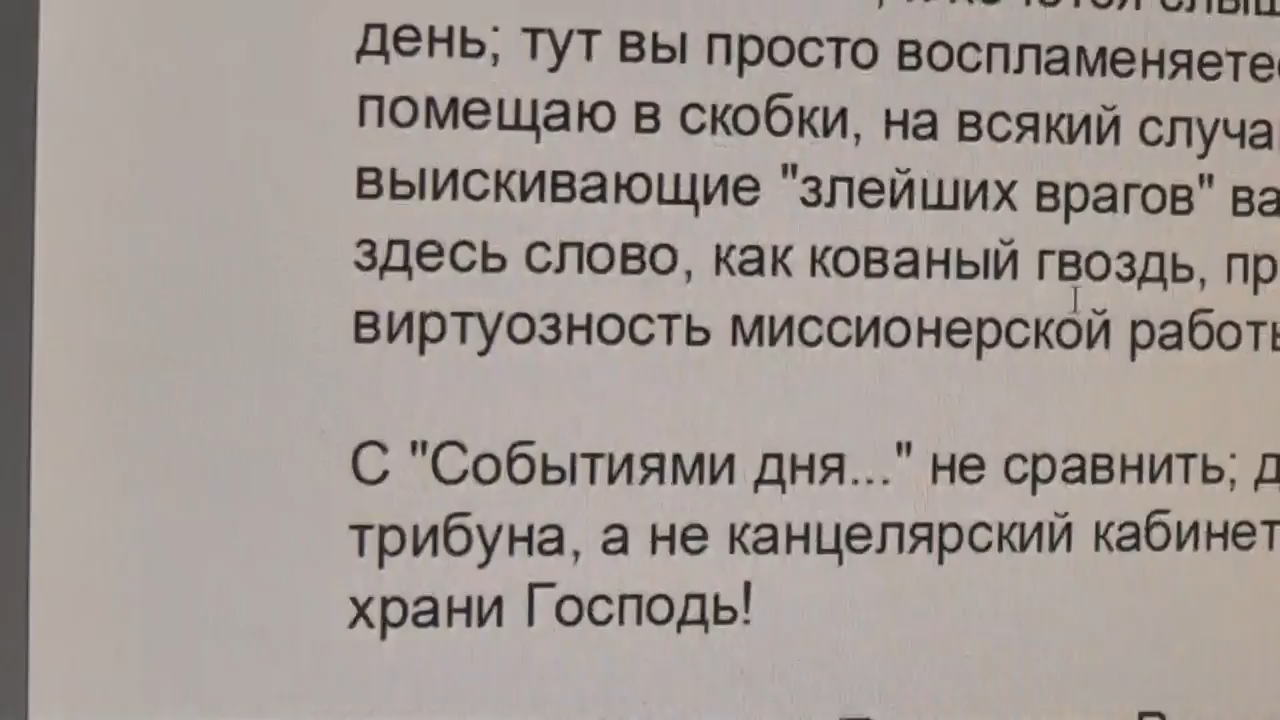 день; тут вы просто воспламеняете
помещаю в скобки, на всякий случа
выискивающие "злейших врагов" ва
здесь слово, как кованый гвоздь, пр
виртуозность миссионерской работ
С "Событиями дня..." не сравнить; д
трибуна, а не канцелярский кабинет
храни Господь!